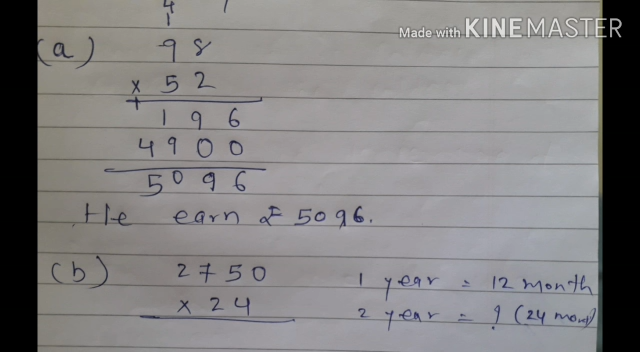 4
1
Made with KINEMASTER
(a) 98
× 52
+ 196
4900
5096
He earn ₹ 5096.
(b) 2750 1 year = 12 month
× 24 2 year = ? (24 month)